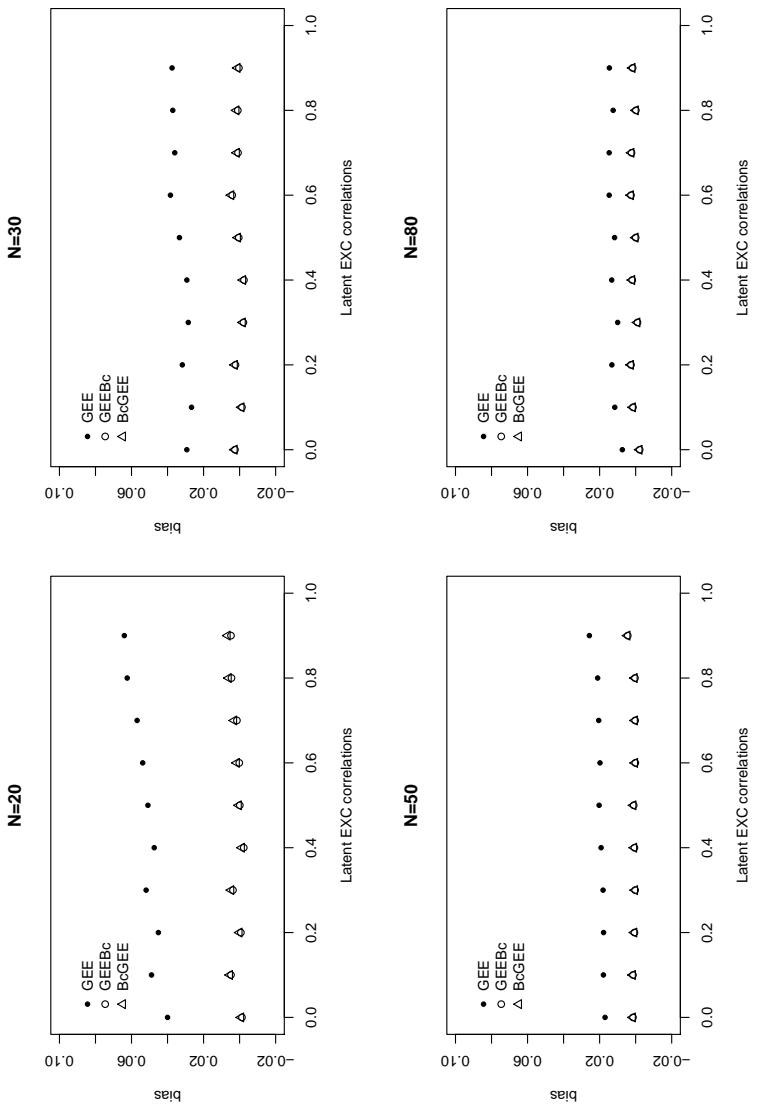 N=20
GEE
GEEBc
BcGEE
bias
−0.02
0.02
0.06
0.10
0.0
0.2
0.4
0.6
0.8
1.0
Latent EXC correlations
N=30
GEE
GEEBc
BcGEE
bias
−0.02
0.02
0.06
0.10
0.0
0.2
0.4
0.6
0.8
1.0
Latent EXC correlations
N=50
GEE
GEEBc
BcGEE
bias
−0.02
0.02
0.06
0.10
0.0
0.2
0.4
0.6
0.8
1.0
Latent EXC correlations
N=80
GEE
GEEBc
BcGEE
bias
−0.02
0.02
0.06
0.10
0.0
0.2
0.4
0.6
0.8
1.0
Latent EXC correlations